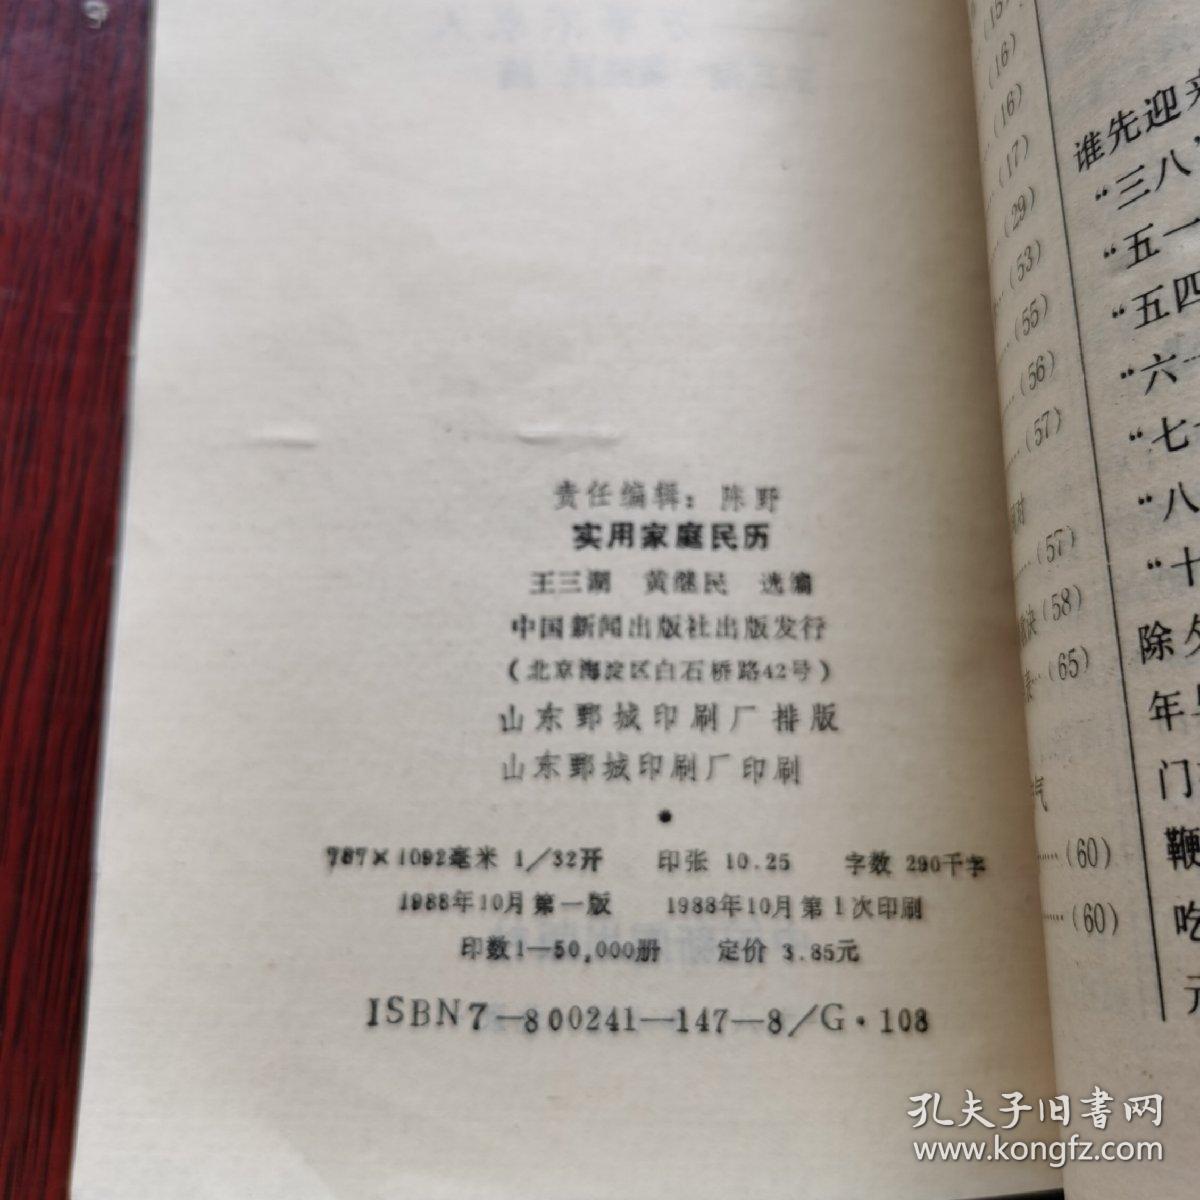 责任编辑：陈野
实用家庭民历
王三湖 黄继民 选编
中国新闻出版社出版发行
（北京海淀区白石桥路42号）
山东鄄城印刷厂排版
山东鄄城印刷厂印刷
787×1092毫米 1/32开 印张 10.25 字数 290千字
1988年10月第一版 1988年10月第1次印刷
印数1—50,000册 定价 3.85元
ISBN7—800241—147—8/G·108
(15)
(16)
(16)
(17)
(29)
(53)
(55)
(56)
(57)
(57)
(58)
(65)
(60)
(60)
谁先迎
“三八
“五一
“五四
“六一
“七
“八
“十
除夕
年
门
鞭
吃
元
孔夫子旧书网
www.kongfz.com